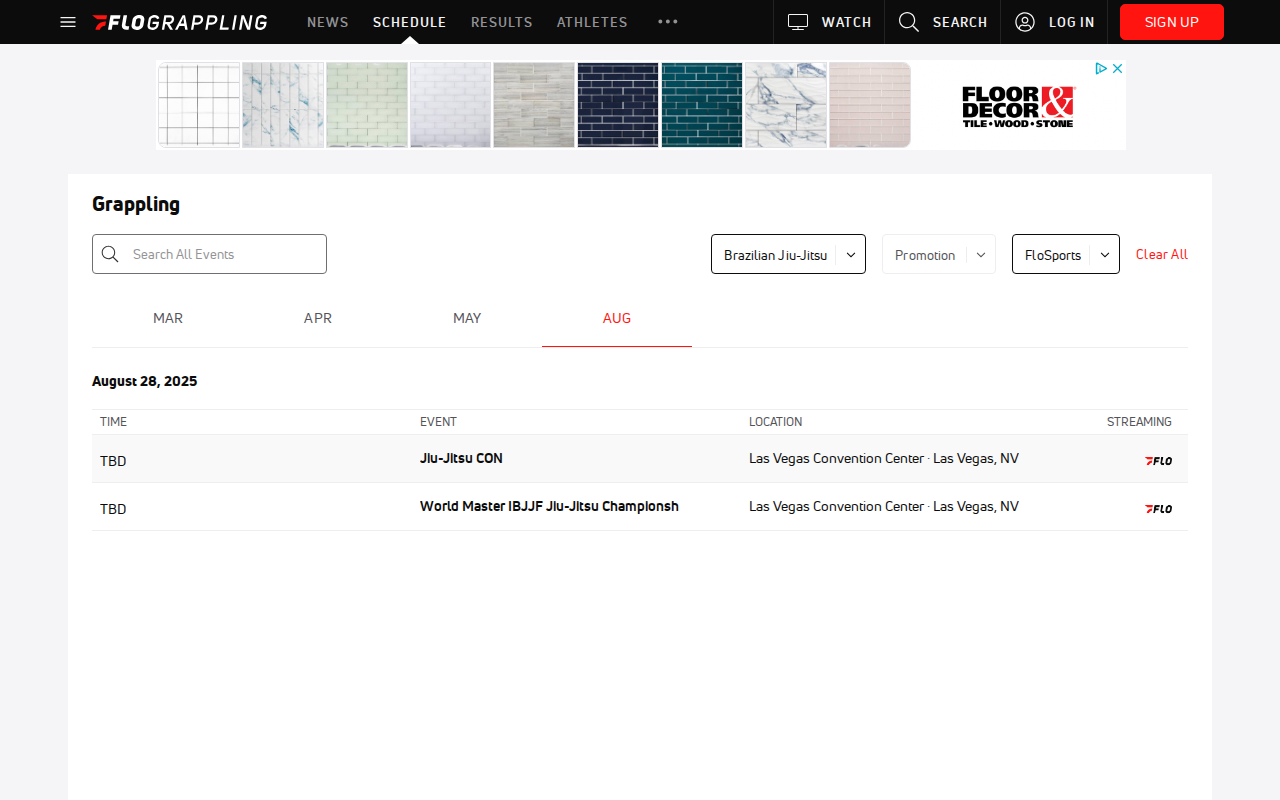 FLOGRAPPLING NEWS SCHEDULE RESULTS ATHLETES WATCH SEARCH LOG IN SIGN UP
FLOOR & DECOR
TILE•WOOD•STONE
Grappling
Search All Events
Brazilian Jiu-Jitsu Promotion FloSports Clear All
MAR APR MAY AUG
August 28, 2025
TIME EVENT LOCATION STREAMING
TBD Jiu-Jitsu CON Las Vegas Convention Center · Las Vegas, NV FLO
TBD World Master IBJJF Jiu-Jitsu Championsh Las Vegas Convention Center · Las Vegas, NV FLO